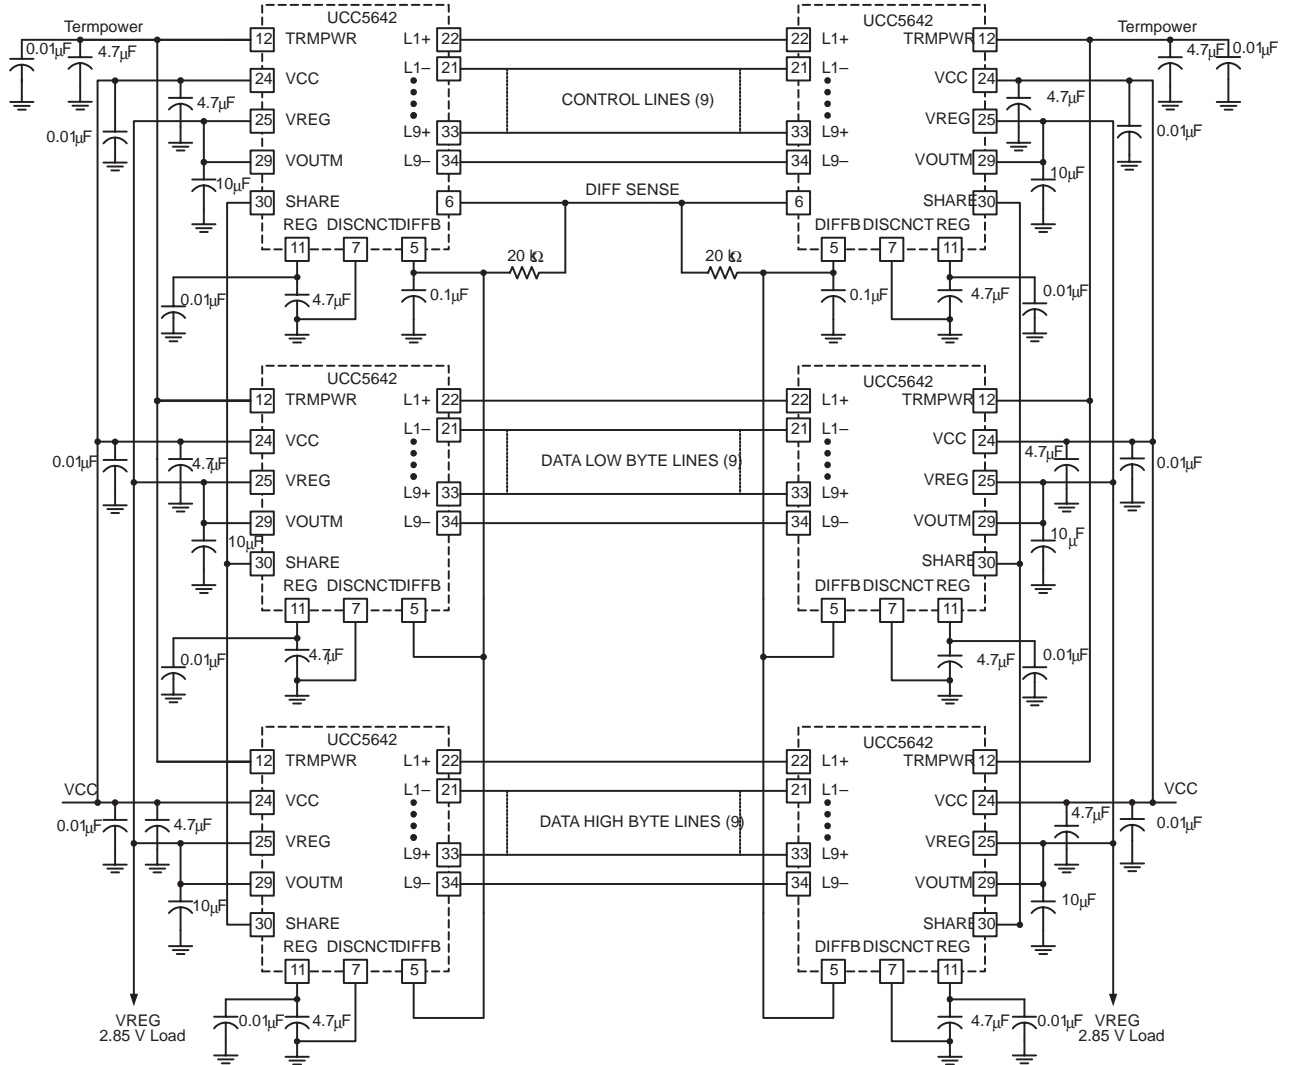 UCC5642 UCC5642
Termpower Termpower
12 TRMPWR L1+ 22 22 L1+ TRMPWR 12
0.01µF 4.7µF 4.7µF 0.01µF
L1– 21 21 L1–
24 VCC VCC 24
4.7µF CONTROL LINES (9) 4.7µF
25 VREG VREG 25
0.01µF L9+ 33 33 L9+ 0.01µF
29 VOUTM L9– 34 34 L9– VOUTM 29
10µF DIFF SENSE 10µF
30 SHARE 6 6 SHARE 30
REG DISCNCT DIFFB DIFFB DISCNCT REG
11 7 5 5 7 11
20 kΩ 20 kΩ
0.01µF 4.7µF 0.1µF 0.1µF 4.7µF 0.01µF
UCC5642 UCC5642
12 TRMPWR L1+ 22 22 L1+ TRMPWR 12
L1– 21 21 L1–
24 VCC VCC 24
0.01µF 4.7µF DATA LOW BYTE LINES (9) 4.7µF 0.01µF
25 VREG VREG 25
L9+ 33 33 L9+
29 VOUTM L9– 34 34 L9– VOUTM 29
10µF 10µF
30 SHARE SHARE 30
REG DISCNCT DIFFB DIFFB DISCNCT REG
11 7 5 5 7 11
0.01µF 4.7µF 4.7µF 0.01µF
UCC5642 UCC5642
12 TRMPWR L1+ 22 22 L1+ TRMPWR 12
VCC L1– 21 21 L1– VCC
24 VCC VCC 24
0.01µF 4.7µF DATA HIGH BYTE LINES (9) 4.7µF 0.01µF
25 VREG VREG 25
L9+ 33 33 L9+
29 VOUTM L9– 34 34 L9– VOUTM 29
10µF 10µF
30 SHARE SHARE 30
REG DISCNCT DIFFB DIFFB DISCNCT REG
11 7 5 5 7 11
0.01µF 4.7µF 4.7µF 0.01µF
VREG VREG
2.85 V Load 2.85 V Load